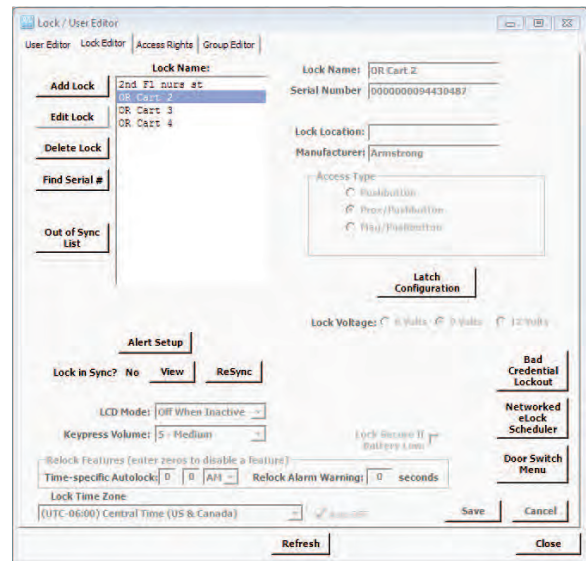 Lock / User Editor
User Editor Lock Editor Access Rights Group Editor
Lock Name:
Add Lock
Edit Lock
Delete Lock
Find Serial #
Out of Sync
List
2nd Fl nurs st
OR Cart 2
OR Cart 3
OR Cart 4
Lock Name: OR Cart 2
Serial Number 0000000094430487
Lock Location:
Manufacturer: Armstrong
Access Type
Pushbutton
Prox/Pushbutton
Mag/Pushbutton
Latch
Configuration
Lock Voltage: 6 Volts 9 Volts 12 Volts
Alert Setup
Lock in Sync? No View ReSync
Bad
Credential
Lockout
Networked
eLock
Scheduler
Door Switch
Menu
LCD Mode: Off When Inactive
Keypress Volume: 5 - Medium
Lock Return If
Battery Low:
Relock Features (enter zeros to disable a feature)
Time-specific Autolock: 0 0 AM Relock Alarm Warning: 0 seconds
Lock Time Zone
(UTC-06:00) Central Time (US & Canada)
Save Cancel
Refresh Close